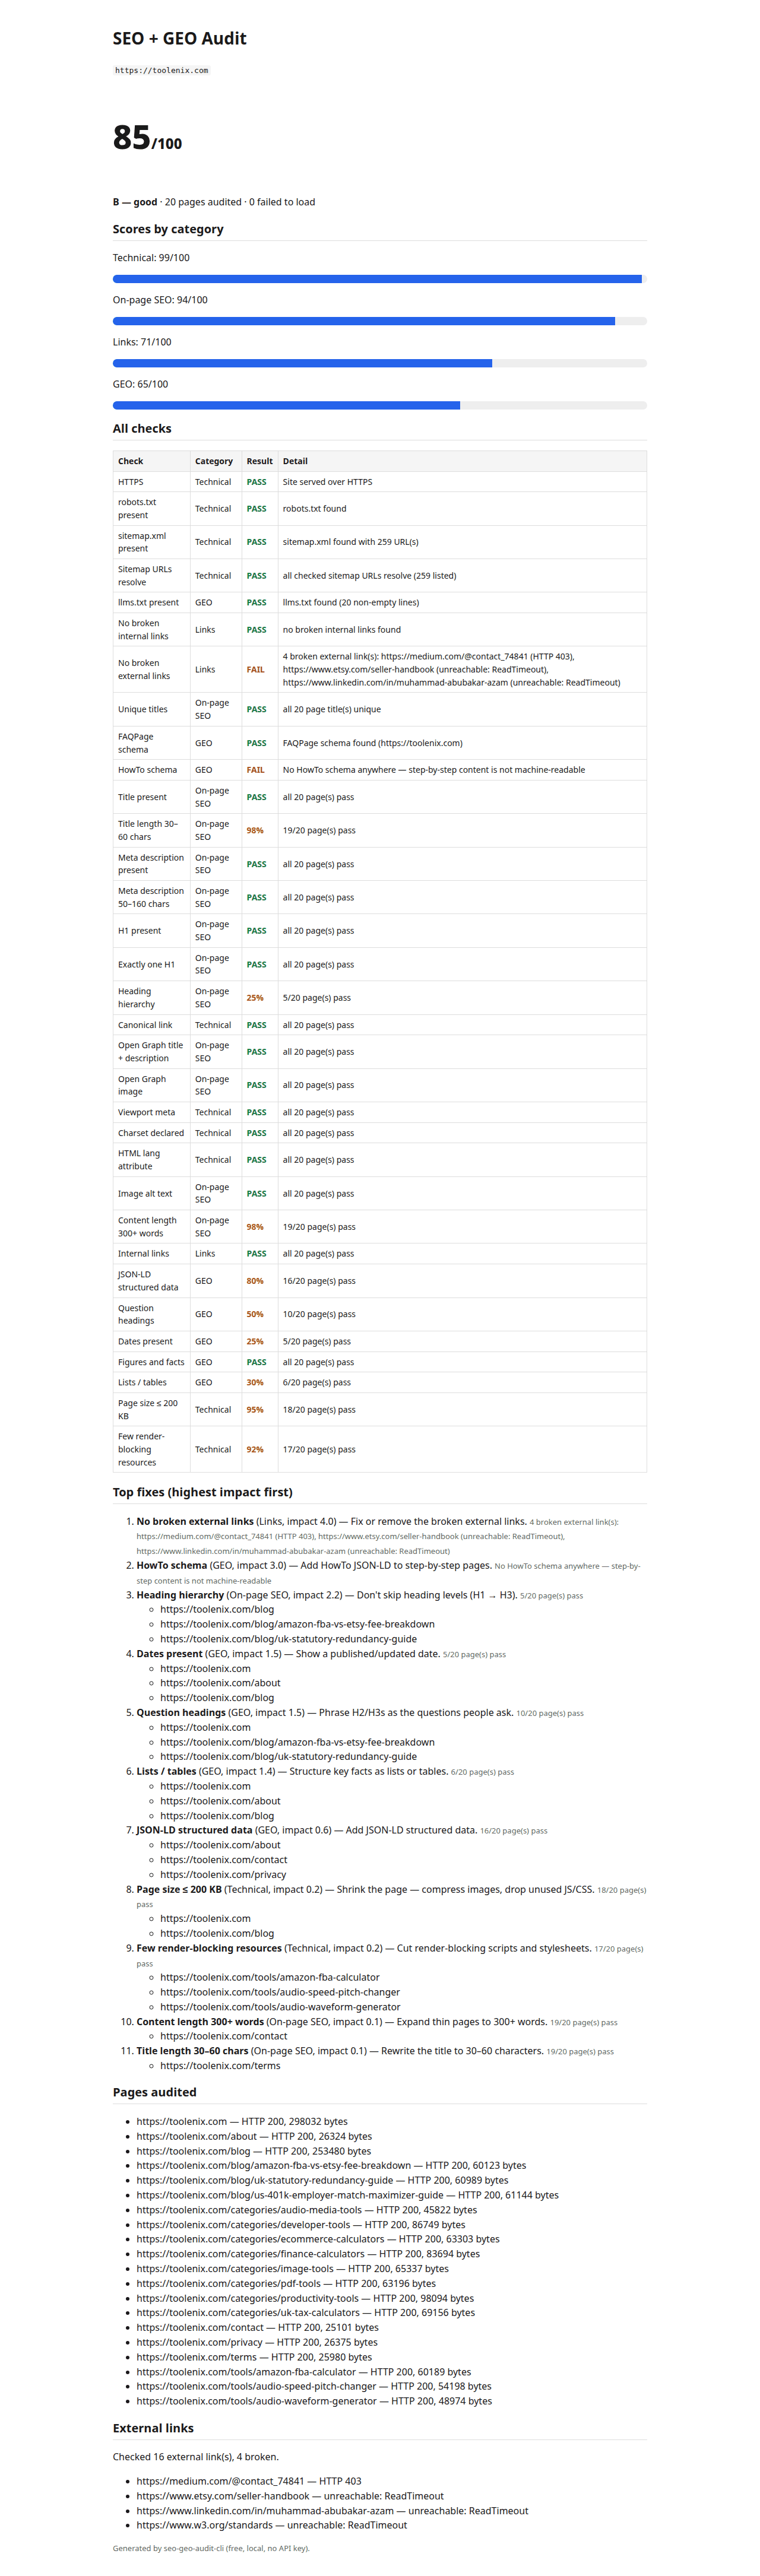 SEO + GEO Audit
https://toolenix.com
85/100
B — good · 20 pages audited · 0 failed to load
Scores by category
Technical: 99/100
On-page SEO: 94/100
Links: 71/100
GEO: 65/100
All checks
Check Category Result Detail
HTTPS Technical PASS Site served over HTTPS
robots.txt
present Technical PASS robots.txt found
sitemap.xml
present Technical PASS sitemap.xml found with 259 URL(s)
Sitemap URLs
resolve Technical PASS all checked sitemap URLs resolve (259 listed)
llms.txt present GEO PASS llms.txt found (20 non-empty lines)
No broken
internal links Links PASS no broken internal links found
No broken
external links Links FAIL 4 broken external link(s): https://medium.com/@contact_74841 (HTTP 403),
https://www.etsy.com/seller-handbook (unreachable: ReadTimeout),
https://www.linkedin.com/in/muhammad-abubakar-azam (unreachable: ReadTimeout)
Unique titles On-page
SEO PASS all 20 page title(s) unique
FAQPage
schema GEO PASS FAQPage schema found (https://toolenix.com)
HowTo schema GEO FAIL No HowTo schema anywhere — step-by-step content is not machine-readable
Title present On-page
SEO PASS all 20 page(s) pass
Title length 30–
60 chars On-page
SEO 98% 19/20 page(s) pass
Meta description
present On-page
SEO PASS all 20 page(s) pass
Meta description
50–160 chars On-page
SEO PASS all 20 page(s) pass
H1 present On-page
SEO PASS all 20 page(s) pass
Exactly one H1 On-page
SEO PASS all 20 page(s) pass
Heading
hierarchy On-page
SEO 25% 5/20 page(s) pass
Canonical link Technical PASS all 20 page(s) pass
Open Graph title
+ description On-page
SEO PASS all 20 page(s) pass
Open Graph
image On-page
SEO PASS all 20 page(s) pass
Viewport meta Technical PASS all 20 page(s) pass
Charset declared Technical PASS all 20 page(s) pass
HTML lang
attribute Technical PASS all 20 page(s) pass
Image alt text On-page
SEO PASS all 20 page(s) pass
Content length
300+ words On-page
SEO 98% 19/20 page(s) pass
Internal links Links PASS all 20 page(s) pass
JSON-LD
structured data GEO 80% 16/20 page(s) pass
Question
headings GEO 50% 10/20 page(s) pass
Dates present GEO 25% 5/20 page(s) pass
Figures and facts GEO PASS all 20 page(s) pass
Lists / tables GEO 30% 6/20 page(s) pass
Page size ≤ 200
KB Technical 95% 18/20 page(s) pass
Few render-
blocking
resources Technical 92% 17/20 page(s) pass
Top fixes (highest impact first)
1. No broken external links (Links, impact 4.0) — Fix or remove the broken external links. 4 broken external link(s):
https://medium.com/@contact_74841 (HTTP 403), https://www.etsy.com/seller-handbook (unreachable: ReadTimeout),
https://www.linkedin.com/in/muhammad-abubakar-azam (unreachable: ReadTimeout)
2. HowTo schema (GEO, impact 3.0) — Add HowTo JSON-LD to step-by-step pages. No HowTo schema anywhere — step-by-
step content is not machine-readable
3. Heading hierarchy (On-page SEO, impact 2.2) — Don't skip heading levels (H1 → H3). 5/20 page(s) pass
◦ https://toolenix.com/blog
◦ https://toolenix.com/blog/amazon-fba-vs-etsy-fee-breakdown
◦ https://toolenix.com/blog/uk-statutory-redundancy-guide
4. Dates present (GEO, impact 1.5) — Show a published/updated date. 5/20 page(s) pass
◦ https://toolenix.com
◦ https://toolenix.com/about
◦ https://toolenix.com/blog
5. Question headings (GEO, impact 1.5) — Phrase H2/H3s as the questions people ask. 10/20 page(s) pass
◦ https://toolenix.com
◦ https://toolenix.com/blog/amazon-fba-vs-etsy-fee-breakdown
◦ https://toolenix.com/blog/uk-statutory-redundancy-guide
6. Lists / tables (GEO, impact 1.4) — Structure key facts as lists or tables. 6/20 page(s) pass
◦ https://toolenix.com
◦ https://toolenix.com/about
◦ https://toolenix.com/blog
7. JSON-LD structured data (GEO, impact 0.6) — Add JSON-LD structured data. 16/20 page(s) pass
◦ https://toolenix.com/about
◦ https://toolenix.com/contact
◦ https://toolenix.com/privacy
8. Page size ≤ 200 KB (Technical, impact 0.2) — Shrink the page — compress images, drop unused JS/CSS. 18/20 page(s)
pass
◦ https://toolenix.com
◦ https://toolenix.com/blog
9. Few render-blocking resources (Technical, impact 0.2) — Cut render-blocking scripts and stylesheets. 17/20 page(s)
pass
◦ https://toolenix.com/tools/amazon-fba-calculator
◦ https://toolenix.com/tools/audio-speed-pitch-changer
◦ https://toolenix.com/tools/audio-waveform-generator
10. Content length 300+ words (On-page SEO, impact 0.1) — Expand thin pages to 300+ words. 19/20 page(s) pass
◦ https://toolenix.com/contact
11. Title length 30–60 chars (On-page SEO, impact 0.1) — Rewrite the title to 30–60 characters. 19/20 page(s) pass
◦ https://toolenix.com/terms
Pages audited
• https://toolenix.com — HTTP 200, 298032 bytes
• https://toolenix.com/about — HTTP 200, 26324 bytes
• https://toolenix.com/blog — HTTP 200, 253480 bytes
• https://toolenix.com/blog/amazon-fba-vs-etsy-fee-breakdown — HTTP 200, 60123 bytes
• https://toolenix.com/blog/uk-statutory-redundancy-guide — HTTP 200, 60989 bytes
• https://toolenix.com/blog/us-401k-employer-match-maximizer-guide — HTTP 200, 61144 bytes
• https://toolenix.com/categories/audio-media-tools — HTTP 200, 45822 bytes
• https://toolenix.com/categories/developer-tools — HTTP 200, 86749 bytes
• https://toolenix.com/categories/ecommerce-calculators — HTTP 200, 63303 bytes
• https://toolenix.com/categories/finance-calculators — HTTP 200, 83694 bytes
• https://toolenix.com/categories/image-tools — HTTP 200, 65337 bytes
• https://toolenix.com/categories/pdf-tools — HTTP 200, 63196 bytes
• https://toolenix.com/categories/productivity-tools — HTTP 200, 98094 bytes
• https://toolenix.com/categories/uk-tax-calculators — HTTP 200, 69156 bytes
• https://toolenix.com/contact — HTTP 200, 25101 bytes
• https://toolenix.com/privacy — HTTP 200, 26375 bytes
• https://toolenix.com/terms — HTTP 200, 25980 bytes
• https://toolenix.com/tools/amazon-fba-calculator — HTTP 200, 60189 bytes
• https://toolenix.com/tools/audio-speed-pitch-changer — HTTP 200, 54198 bytes
• https://toolenix.com/tools/audio-waveform-generator — HTTP 200, 48974 bytes
External links
Checked 16 external link(s), 4 broken.
• https://medium.com/@contact_74841 — HTTP 403
• https://www.etsy.com/seller-handbook — unreachable: ReadTimeout
• https://www.linkedin.com/in/muhammad-abubakar-azam — unreachable: ReadTimeout
• https://www.w3.org/standards — unreachable: ReadTimeout
Generated by seo-geo-audit-cli (free, local, no API key).